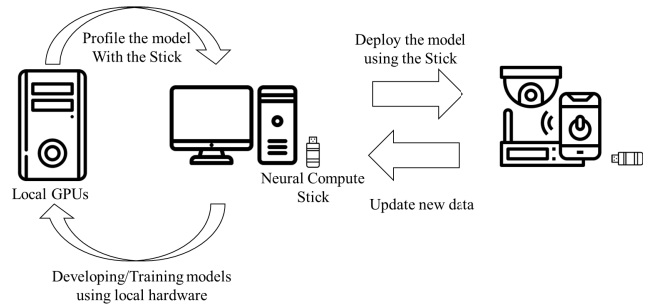 Profile the model
With the Stick
Deploy the model
using the Stick
Local GPUs
Neural Compute
Stick
Update new data
Developing/Training models
using local hardware